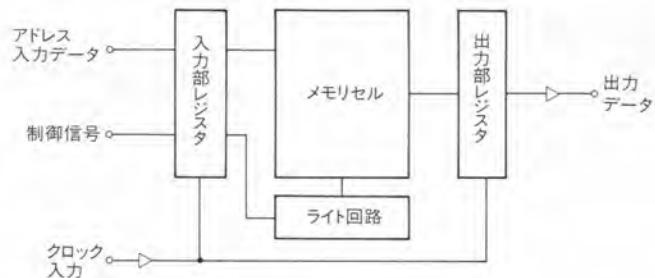 アドレス
入力データ
入力部レジスタ
メモリセル
出力部レジスタ
出力
データ
制御信号
ライト回路
クロック
入力